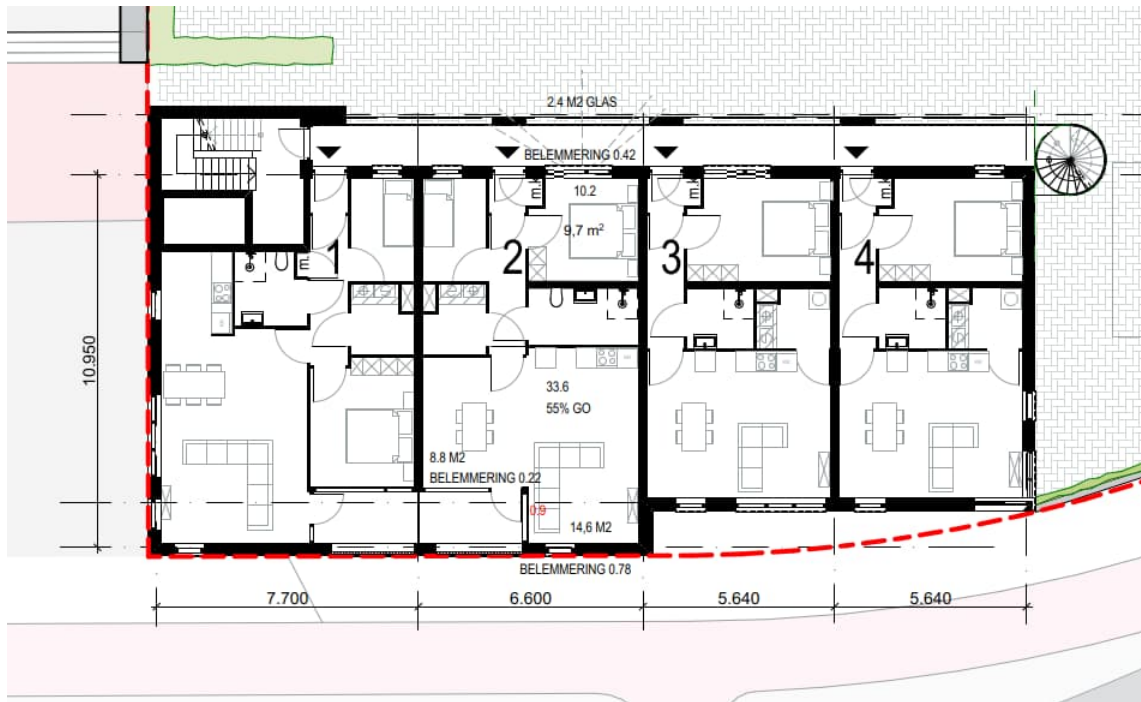 2.4 M2 GLAS
BELEMMERING 0.42
m.k
10.2
m.k
m.k
9,7 m²
1
2
3
4
m.k
10.950
33.6
55% GO
8.8 M2
BELEMMERING 0.22
0.9
14,6 M2
BELEMMERING 0.78
7.700
6.600
5.640
5.640